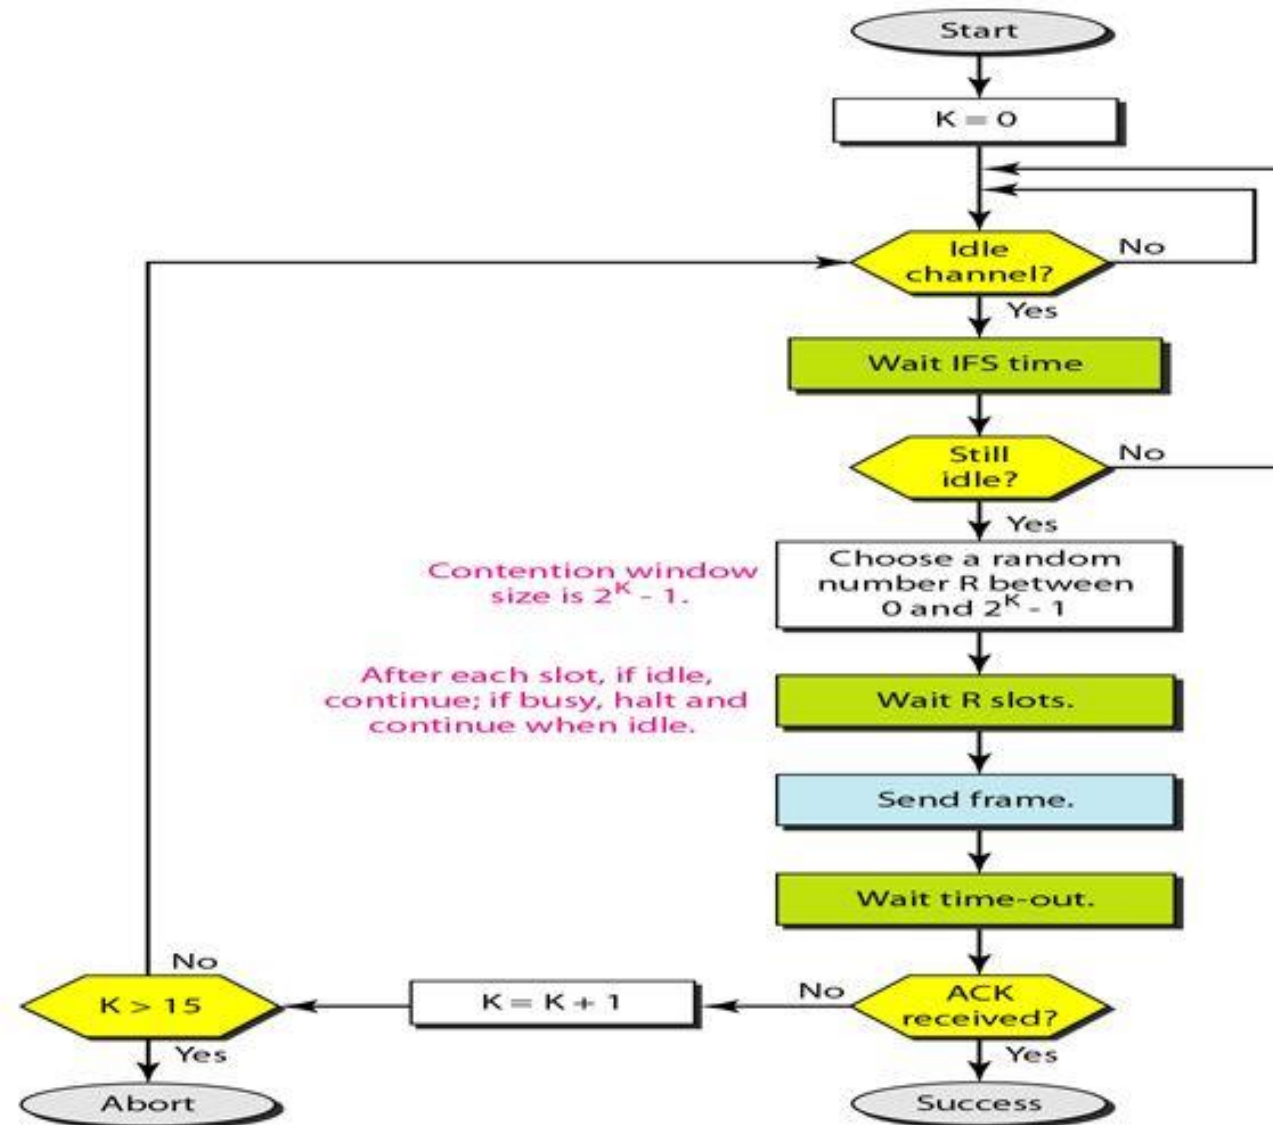 Start
K = 0
Idle
channel?
No
Yes
Wait IFS time
Still
idle?
No
Yes
Contention window
size is 2^K - 1.
Choose a random
number R between
0 and 2^K - 1
After each slot, if idle,
continue; if busy, halt and
continue when idle.
Wait R slots.
Send frame.
Wait time-out.
ACK
received?
No
Yes
K = K + 1
K > 15
No
Yes
Abort
Success